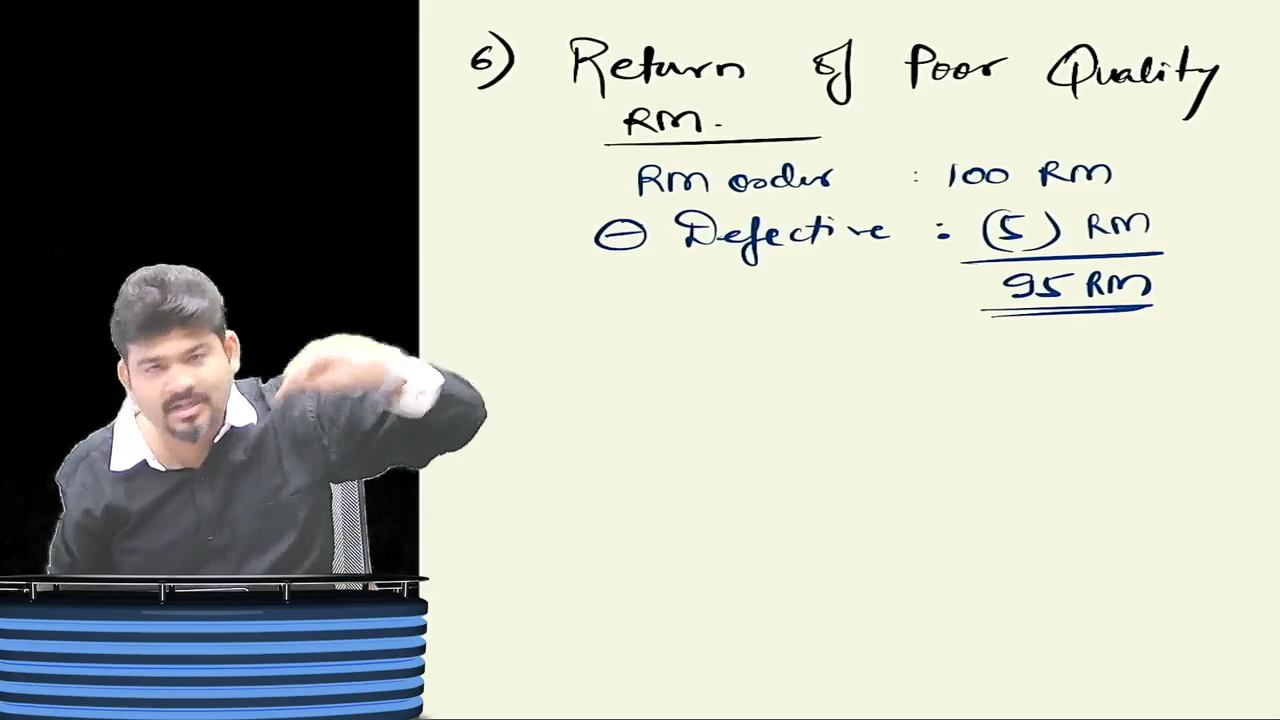 6) Return of Poor Quality
RM.
RM order : 100 RM
⊖ Defective : (5) RM
95 RM